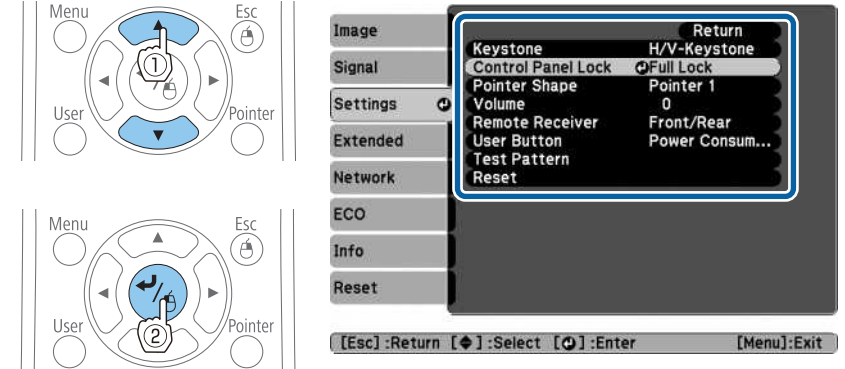 Menu
Esc
1
User
Pointer
Menu
Esc
User
2
Pointer
Image
Signal
Settings
Extended
Network
ECO
Info
Reset
Return
Keystone H/V-Keystone
Control Panel Lock Full Lock
Pointer Shape Pointer 1
Volume 0
Remote Receiver Front/Rear
User Button Power Consum...
Test Pattern
Reset
[Esc] :Return [◆] :Select [⏎] :Enter [Menu]:Exit